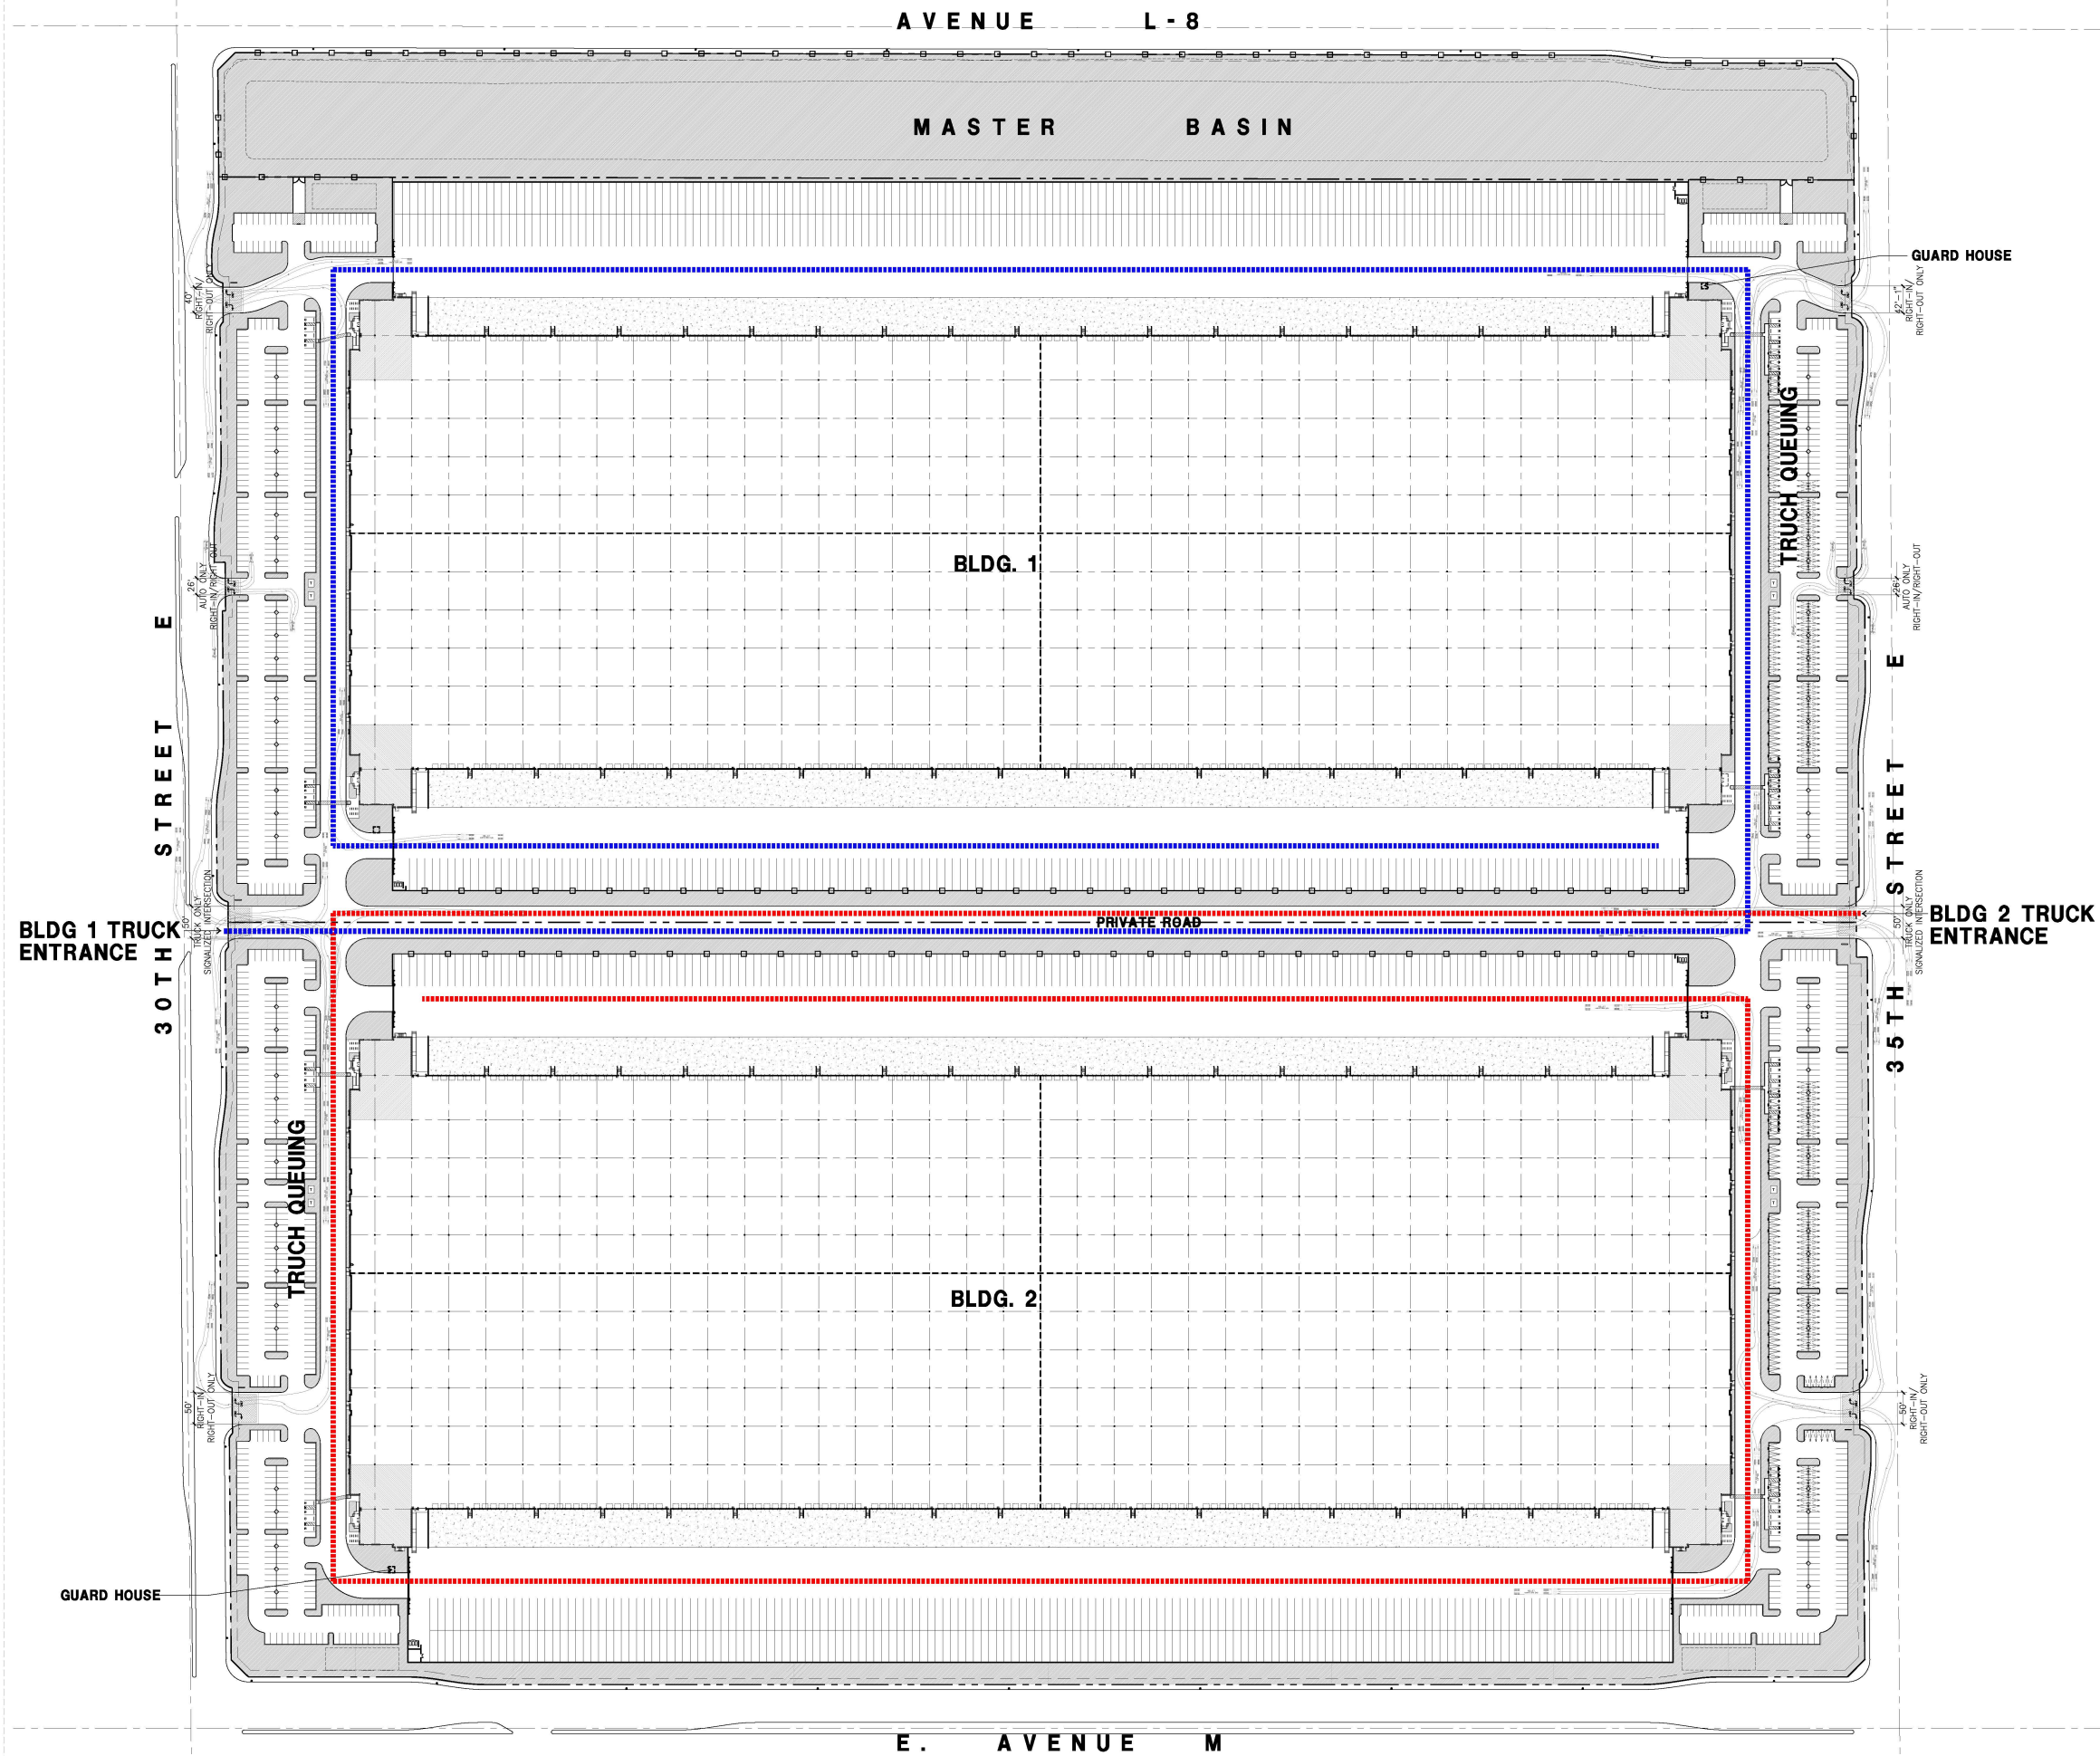 AVENUE L-8
MASTER BASIN
GUARD HOUSE
40'
RIGHT-IN/
RIGHT-OUT ONLY
42'-1"
RIGHT-IN/
RIGHT-OUT ONLY
TRUCH QUEUING
BLDG. 1
26'
AUTO ONLY
RIGHT-IN/RIGHT-OUT
26'
AUTO ONLY
RIGHT-IN/RIGHT-OUT
30TH STREET E
35TH STREET E
50'
TRUCK ONLY
SIGNALIZED INTERSECTION
BLDG 1 TRUCK
ENTRANCE
PRIVATE ROAD
50'
TRUCK ONLY
SIGNALIZED INTERSECTION
BLDG 2 TRUCK
ENTRANCE
TRUCH QUEUING
BLDG. 2
50'
RIGHT-IN/
RIGHT-OUT ONLY
50'
RIGHT-IN/
RIGHT-OUT ONLY
GUARD HOUSE
E. AVENUE M